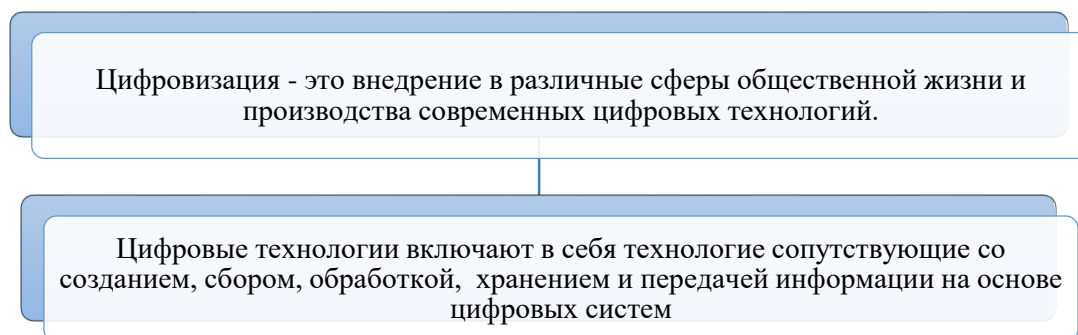 Цифровизация - это внедрение в различные сферы общественной жизни и
производства современных цифровых технологий.
Цифровые технологии включают в себя технологие сопутствующие со
созданием, сбором, обработкой, хранением и передачей информации на основе
цифровых систем